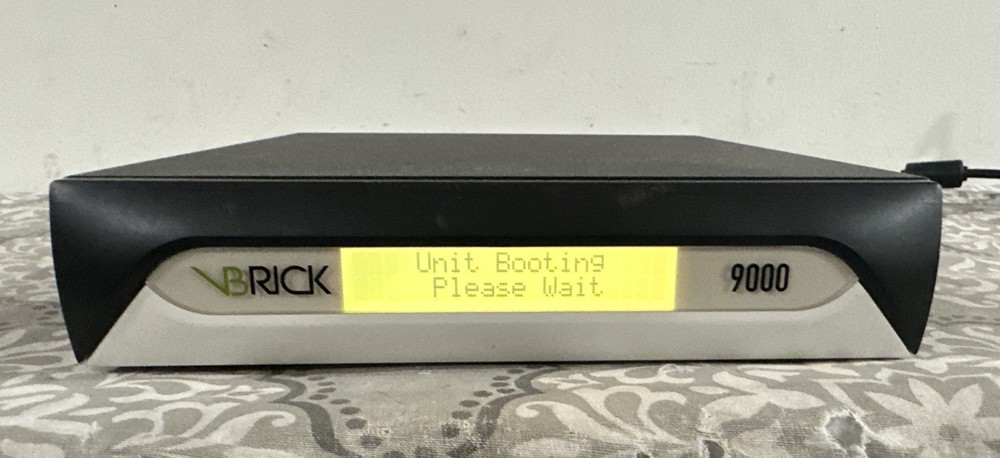 VBRICK
Unit Booting
Please Wait
9000